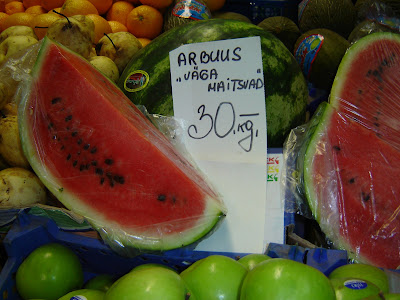 ARBUUS
"VÄGA
MAITSVAD"
30.-kg.